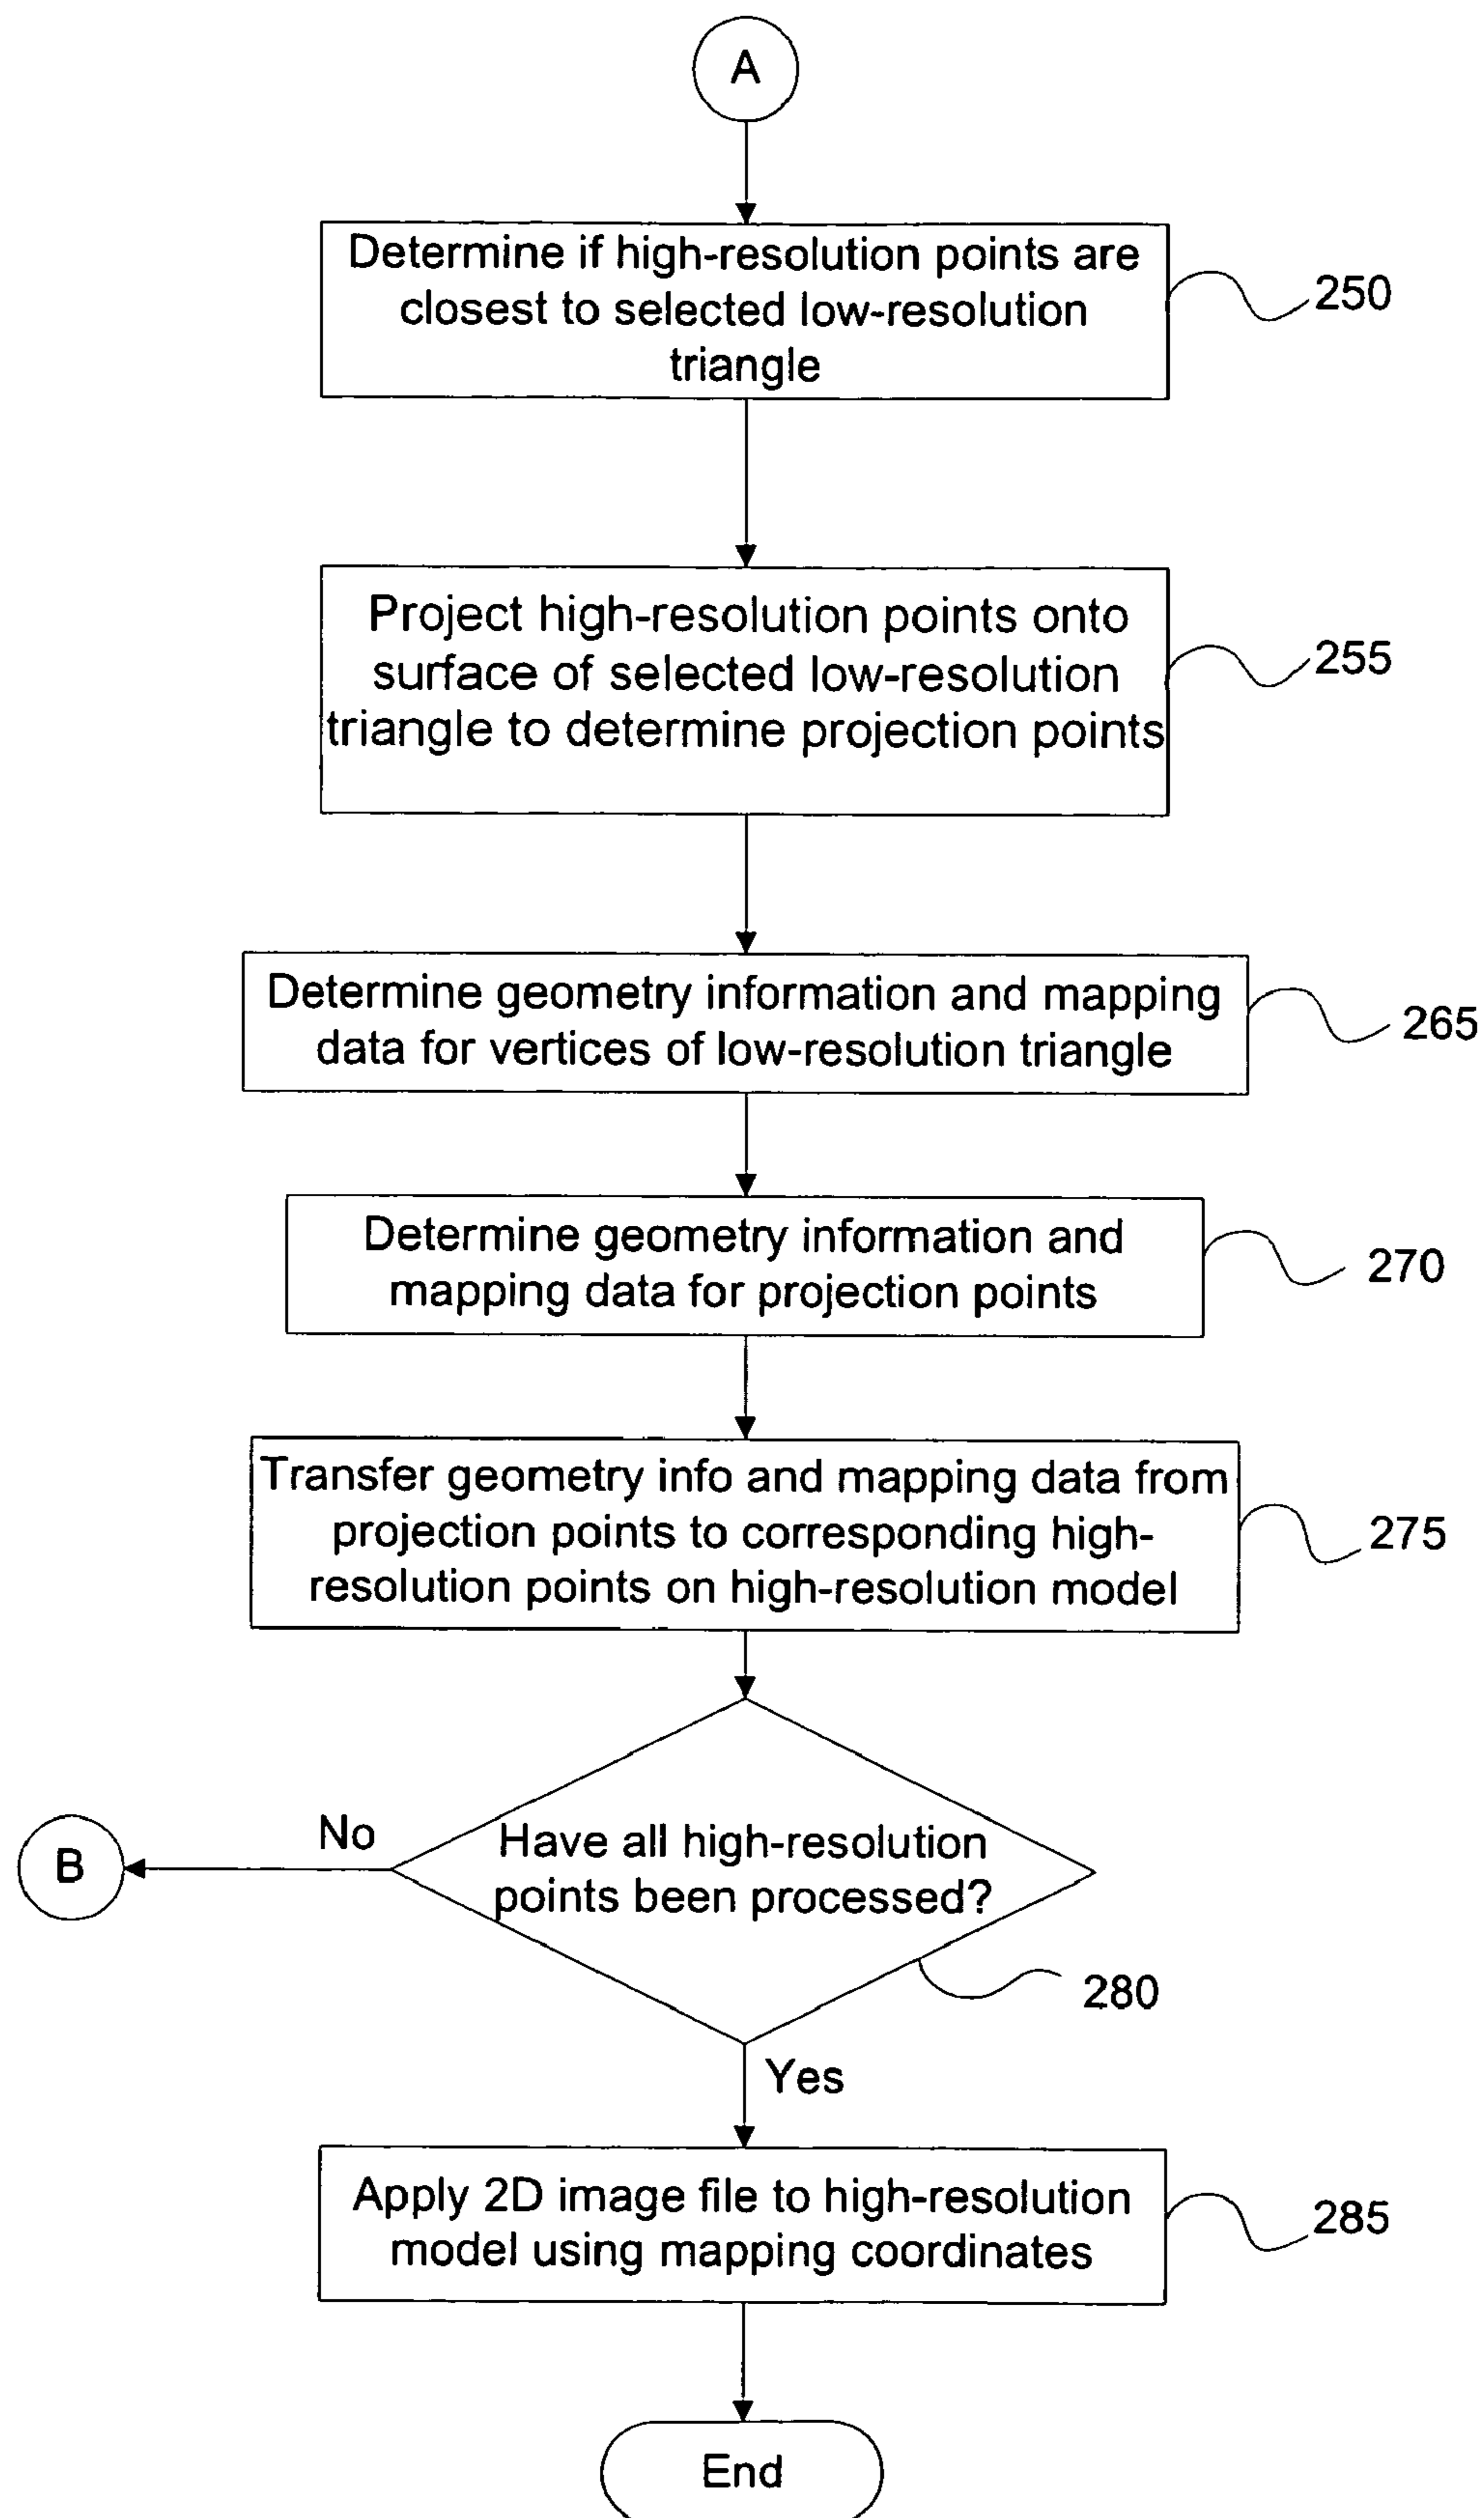 A
Determine if high-resolution points are
closest to selected low-resolution
triangle
250
Project high-resolution points onto
surface of selected low-resolution
triangle to determine projection points
255
Determine geometry information and mapping
data for vertices of low-resolution triangle
265
Determine geometry information and
mapping data for projection points
270
Transfer geometry info and mapping data from
projection points to corresponding high-
resolution points on high-resolution model
275
No
B
Have all high-resolution
points been processed?
280
Yes
Apply 2D image file to high-resolution
model using mapping coordinates
285
End